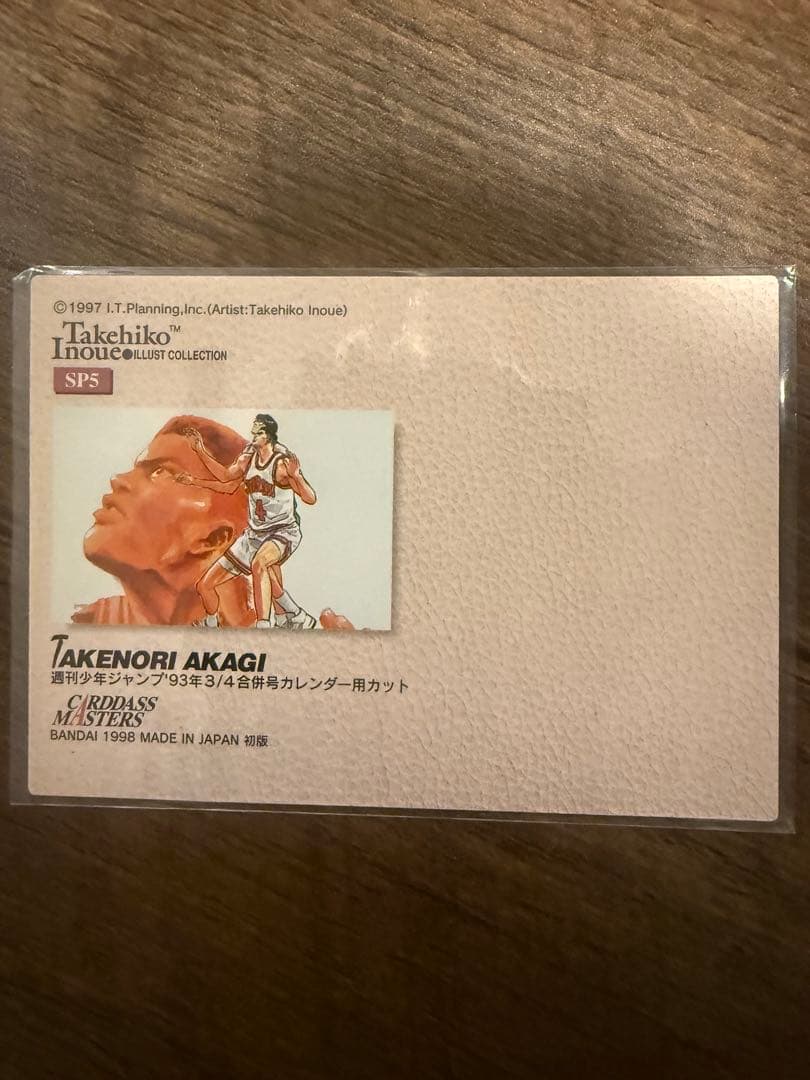 ©1997 I.T.Planning,Inc.(Artist:Takehiko Inoue)
Takehiko™
Inoue●ILLUST COLLECTION
SP5
4
TAKENORI AKAGI
週刊少年ジャンプ'93年3/4合併号カレンダー用カット
CARDDASS
MASTERS
BANDAI 1998 MADE IN JAPAN 初版